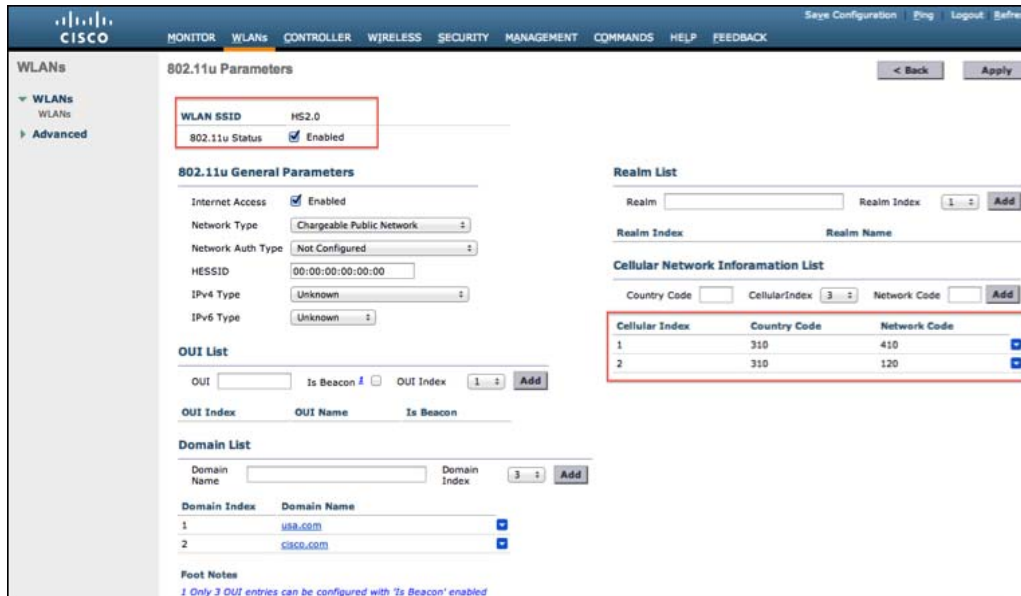 Save Configuration Ping Logout Refre
CISCO
MONITOR WLANs CONTROLLER WIRELESS SECURITY MANAGEMENT COMMANDS HELP FEEDBACK
WLANs
WLANs
WLANs
Advanced
802.11u Parameters
< Back Apply
WLAN SSID HS2.0
802.11u Status Enabled
802.11u General Parameters
Internet Access Enabled
Network Type Chargeable Public Network
Network Auth Type Not Configured
HESSID 00:00:00:00:00:00
IPv4 Type Unknown
IPv6 Type Unknown
OUI List
OUI Is Beacon 1 OUI Index 1 Add
OUI Index OUI Name Is Beacon
Domain List
Domain Name Domain Index 3 Add
Domain Index Domain Name
1 usa.com
2 cisco.com
Foot Notes
1 Only 3 OUI entries can be configured with 'Is Beacon' enabled
Realm List
Realm Realm Index 1 Add
Realm Index Realm Name
Cellular Network Inforamation List
Country Code CellularIndex 3 Network Code Add
Cellular Index Country Code Network Code
1 310 410
2 310 120